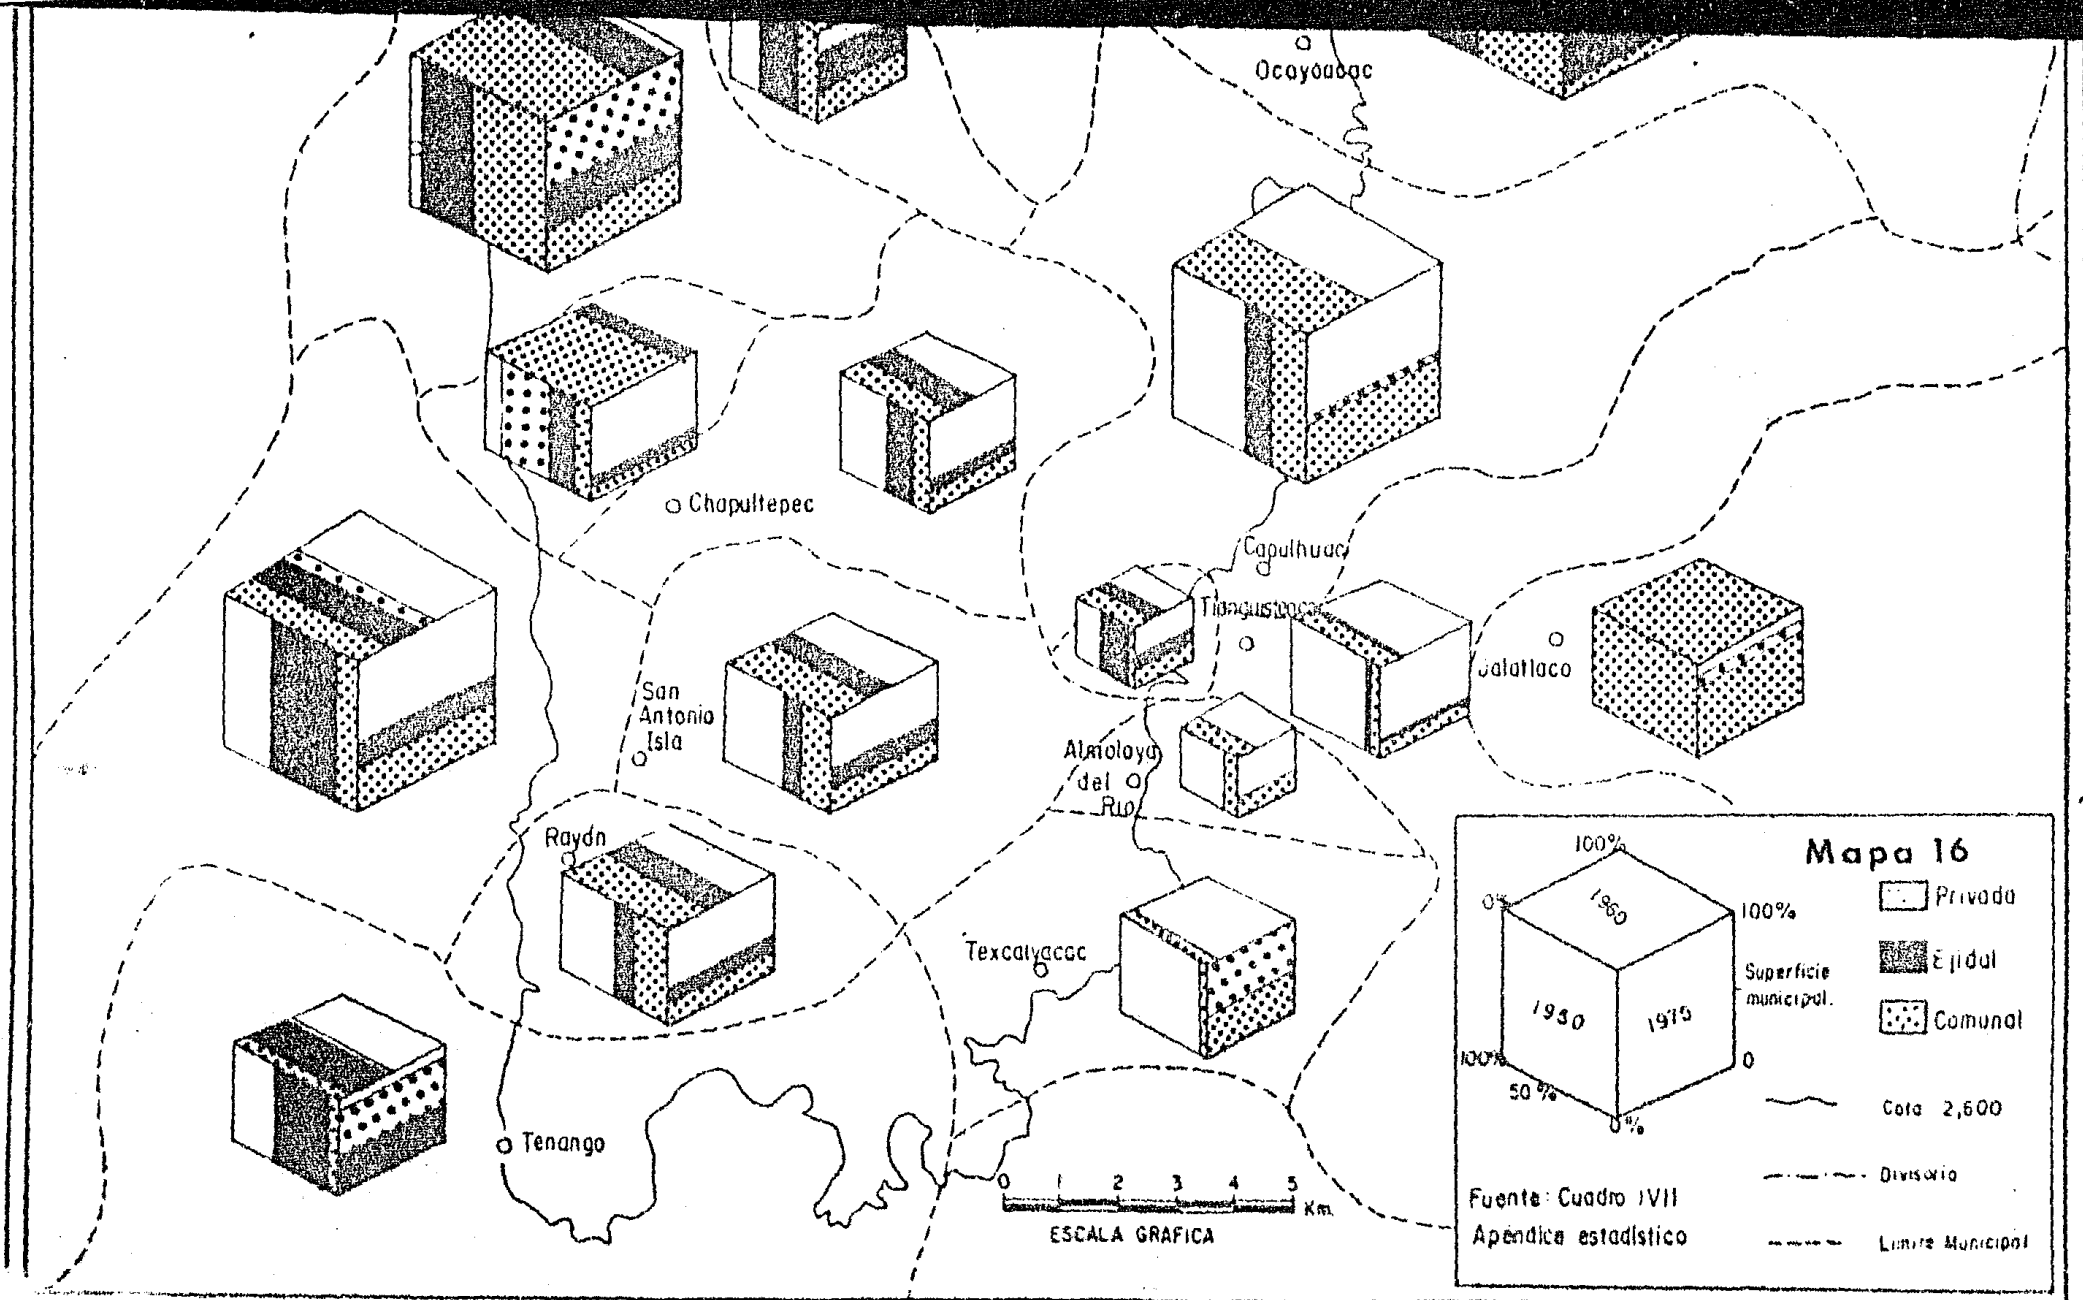 Ocoyoacac
Chapultepec
Capulhuac
Tianguistenco
Jalatlaco
San
Antonio
Isla
Almoloya
del
Rio
Rayón
Texcalyacac
Tenango
0 1 2 3 4 5
Km.
ESCALA GRAFICA
Mapa 16
100%
0%
1960
100%
Privada
Ejidal
Superficie
municipal.
1950
1970
Comunal
100%
50%
0%
0
Cota 2,600
Divisoria
Fuente: Cuadro IVII
Apéndice estadístico
Limite Municipal